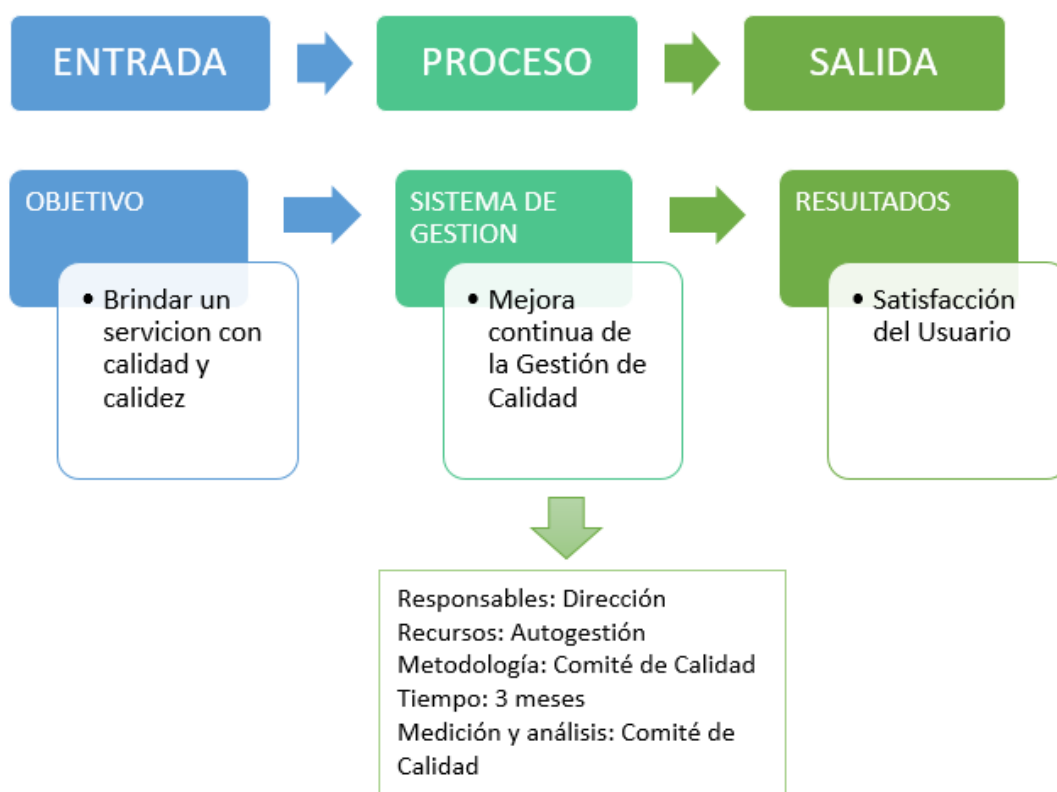 ENTRADA
PROCESO
SALIDA
OBJETIVO
• Brindar un
servicion con
calidad y
calidez
SISTEMA DE
GESTION
• Mejora
continua de
la Gestión de
Calidad
RESULTADOS
• Satisfacción
del Usuario
Responsables: Dirección
Recursos: Autogestión
Metodología: Comité de Calidad
Tiempo: 3 meses
Medición y análisis: Comité de
Calidad